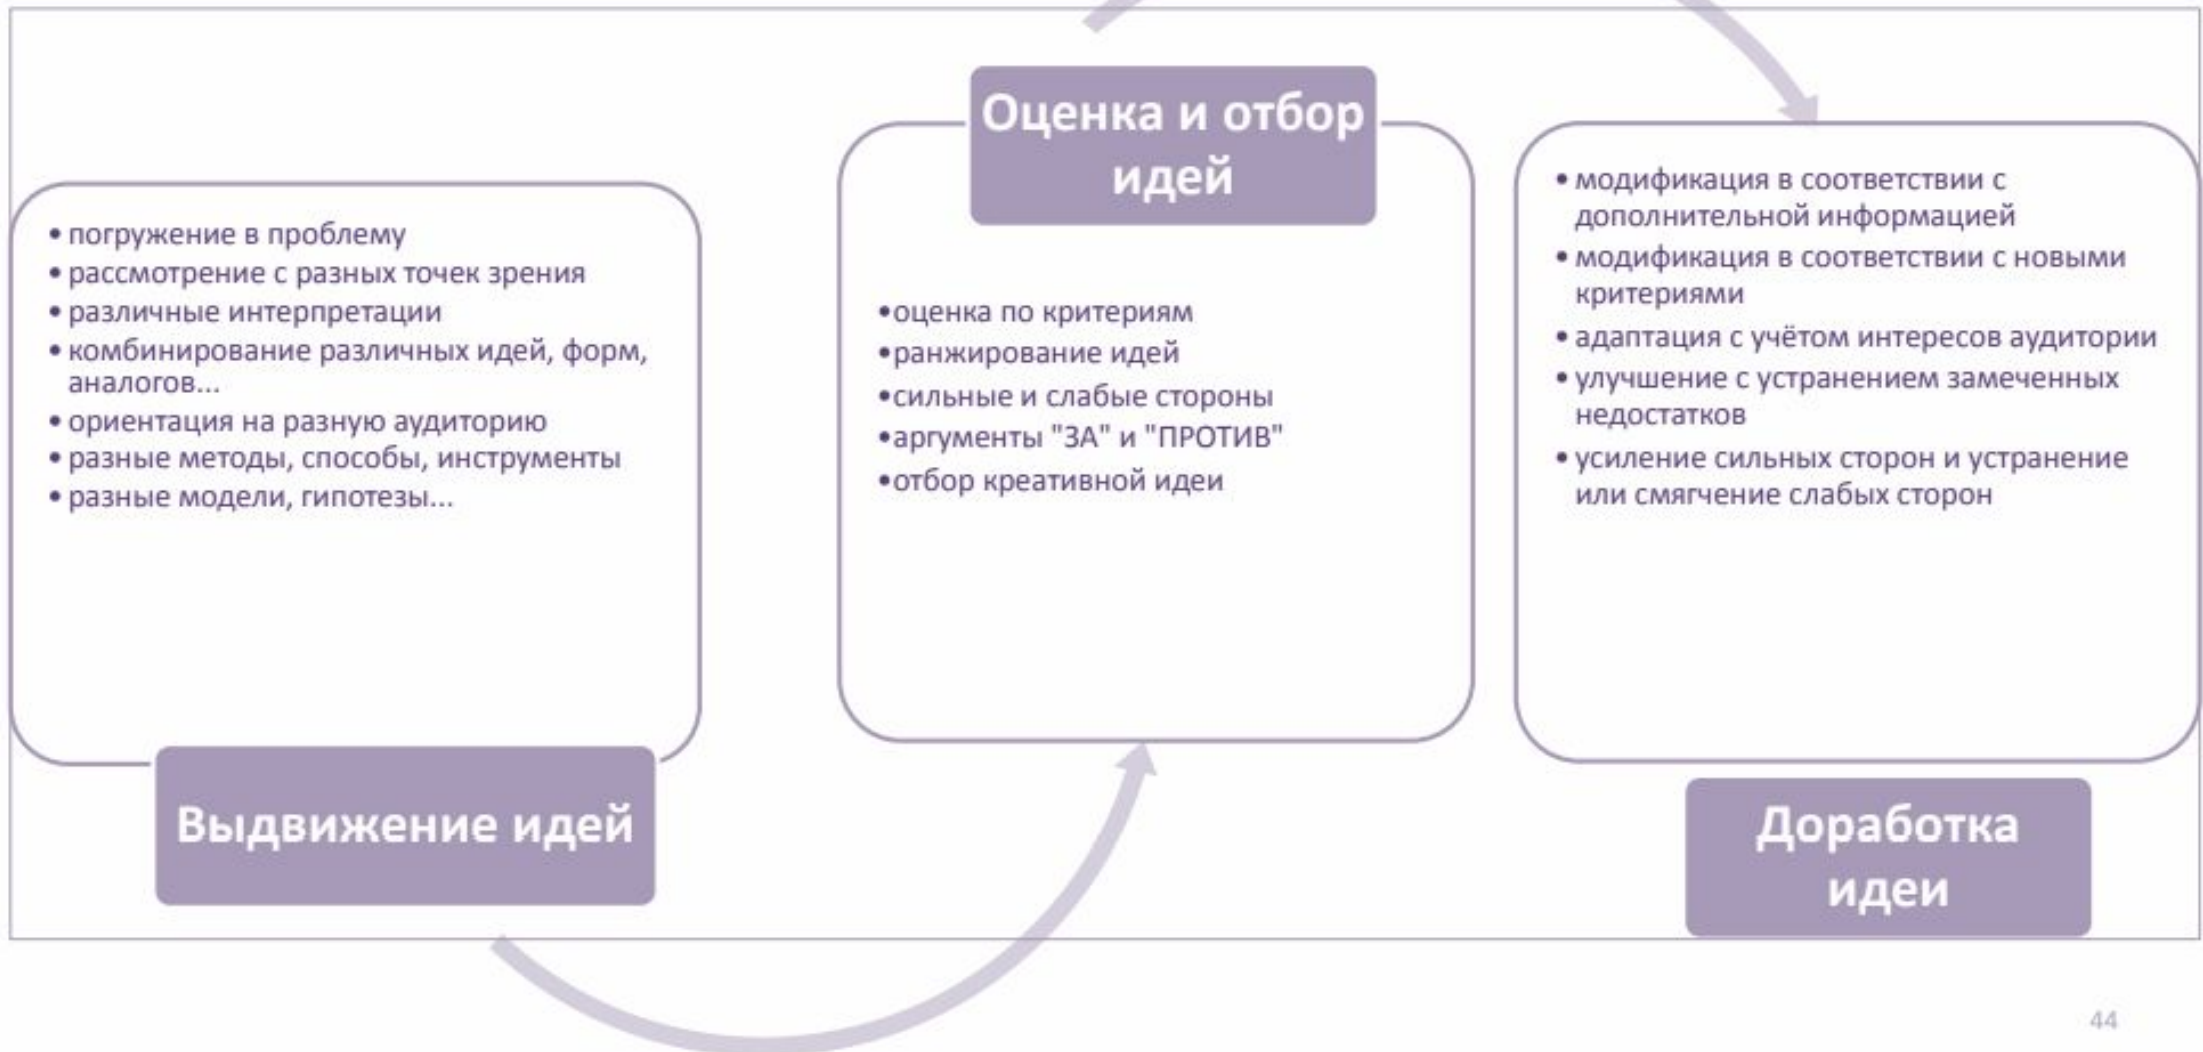 • погружение в проблему
• рассмотрение с разных точек зрения
• различные интерпретации
• комбинирование различных идей, форм,
аналогов...
• ориентация на разную аудиторию
• разные методы, способы, инструменты
• разные модели, гипотезы...
Выдвижение идей
Оценка и отбор
идей
•оценка по критериям
•ранжирование идей
•сильные и слабые стороны
•аргументы "ЗА" и "ПРОТИВ"
•отбор креативной идеи
• модификация в соответствии с
дополнительной информацией
• модификация в соответствии с новыми
критериями
• адаптация с учётом интересов аудитории
• улучшение с устранением замеченных
недостатков
• усиление сильных сторон и устранение
или смягчение слабых сторон
Доработка
идеи
44